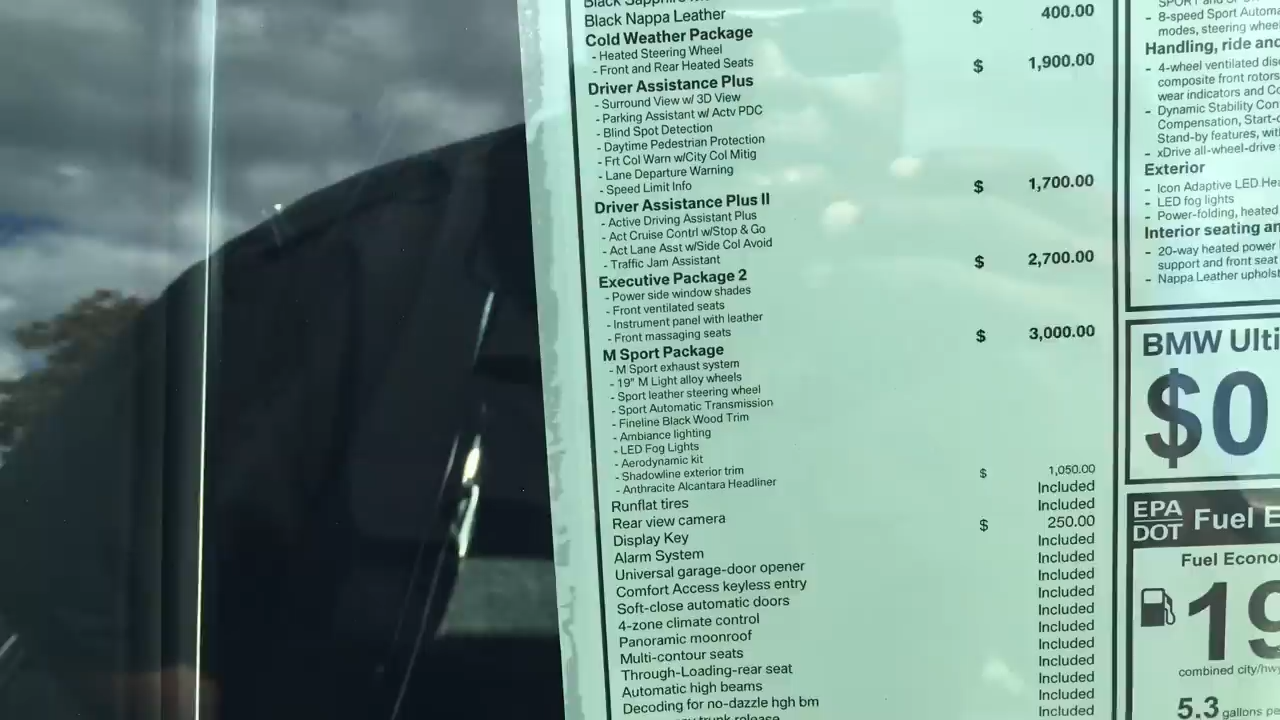 Black Nappa Leather $ 400.00
Cold Weather Package
- Heated Steering Wheel
- Front and Rear Heated Seats $ 1,900.00
Driver Assistance Plus
- Surround View w/ 3D View
- Parking Assistant w/ Actv PDC
- Blind Spot Detection
- Daytime Pedestrian Protection
- Frt Col Warn w/City Col Mitig
- Lane Departure Warning
- Speed Limit Info $ 1,700.00
Driver Assistance Plus II
- Active Driving Assistant Plus
- Act Cruise Contrl w/Stop & Go
- Act Lane Asst w/Side Col Avoid
- Traffic Jam Assistant $ 2,700.00
Executive Package 2
- Power side window shades
- Front ventilated seats
- Instrument panel with leather
- Front massaging seats $ 3,000.00
M Sport Package
- M Sport exhaust system
- 19" M Light alloy wheels
- Sport leather steering wheel
- Sport Automatic Transmission
- Fineline Black Wood Trim
- Ambiance lighting
- LED Fog Lights
- Aerodynamic kit
- Shadowline exterior trim $ 1,050.00
- Anthracite Alcantara Headliner Included
Runflat tires Included
Rear view camera $ 250.00
Display Key Included
Alarm System Included
Universal garage-door opener Included
Comfort Access keyless entry Included
Soft-close automatic doors Included
4-zone climate control Included
Panoramic moonroof Included
Multi-contour seats Included
Through-Loading-rear seat Included
Automatic high beams Included
Decoding for no-dazzle hgh bm Included
trunk release
- 8-speed Sport
modes, steering
Handling, ride
- 4-wheel ventilated
composite front rotors
wear indicators and
- Dynamic Stability
Compensation,
Stand-by features,
- xDrive all-wheel-drive
Exterior
- Icon Adaptive LED
- LED fog lights
- Power-folding, heated
Interior seating
- 20-way heated power
support and front seat
- Nappa Leather
BMW Ulti
$0
EPA
DOT Fuel E
Fuel Econo
19
combined city/hwy
5.3 gallons